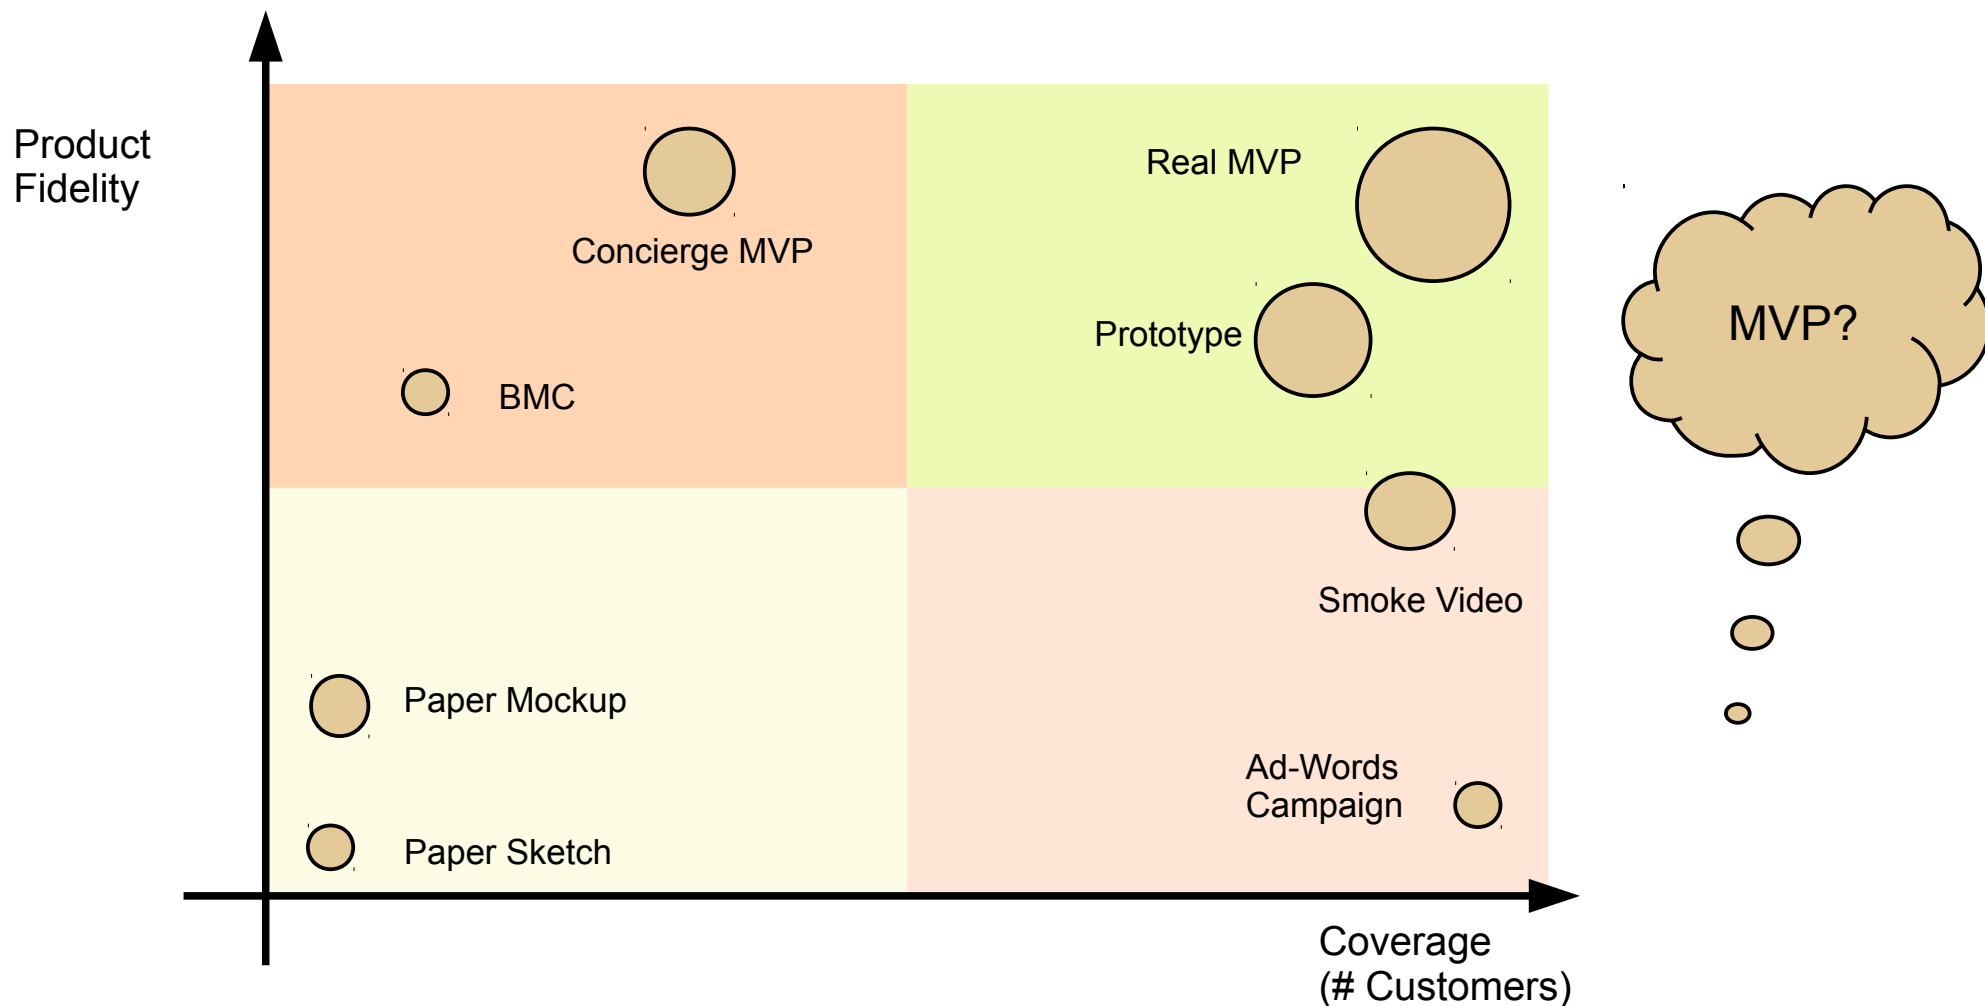 Product
Fidelity
Real MVP
Concierge MVP
MVP?
Prototype
BMC
Smoke Video
Paper Mockup
Ad-Words
Campaign
Paper Sketch
Coverage
(# Customers)